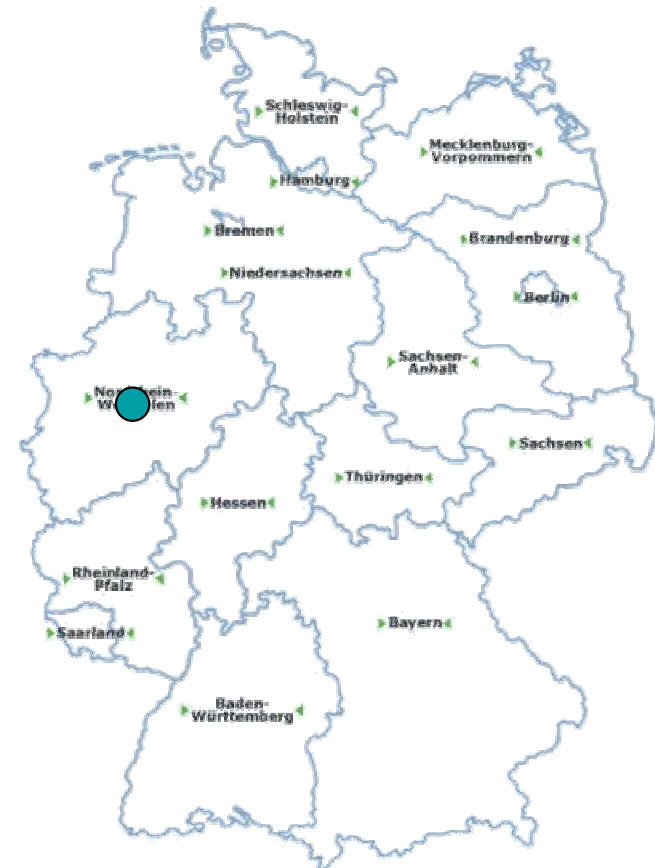 Schleswig-
Holstein
Mecklenburg-
Vorpommern
Hamburg
Bremen
Brandenburg
Niedersachsen
Berlin
Sachsen-
Anhalt
Sachsen
Thüringen
Hessen
Rheinland-
Pfalz
Bayern
Saarland
Baden-
Württemberg